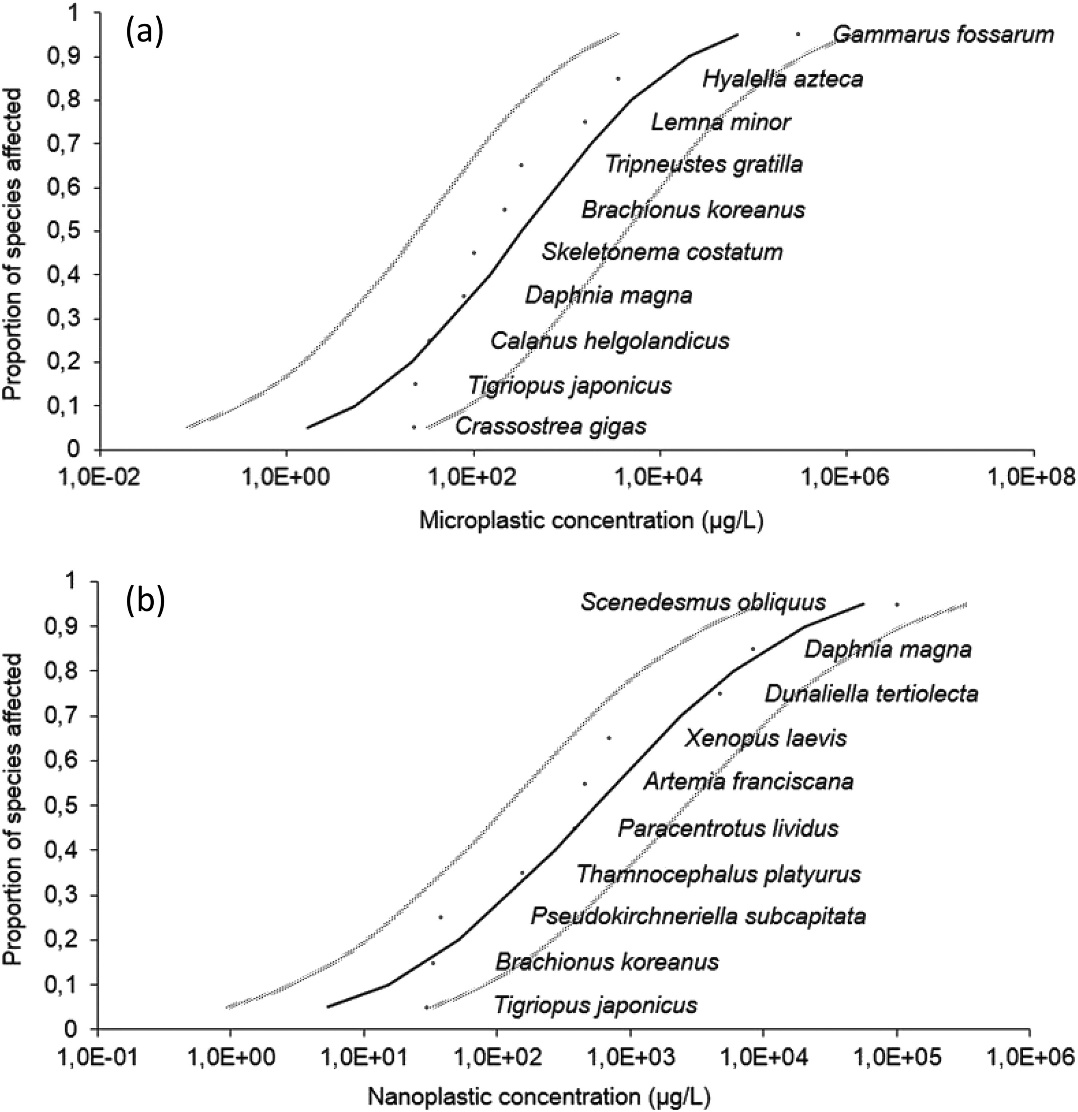 (a)
1
0,9
0,8
0,7
0,6
0,5
0,4
0,3
0,2
0,1
0
Proportion of species affected
Gammarus fossarum
Hyalella azteca
Lemna minor
Tripneustes gratilla
Brachionus koreanus
Skeletonema costatum
Daphnia magna
Calanus helgolandicus
Tigriopus japonicus
Crassostrea gigas
1,0E-02 1,0E+00 1,0E+02 1,0E+04 1,0E+06 1,0E+08
Microplastic concentration (µg/L)
(b)
1
0,9
0,8
0,7
0,6
0,5
0,4
0,3
0,2
0,1
0
Proportion of species affected
Scenedesmus obliquus
Daphnia magna
Dunaliella tertiolecta
Xenopus laevis
Artemia franciscana
Paracentrotus lividus
Thamnocephalus platyurus
Pseudokirchneriella subcapitata
Brachionus koreanus
Tigriopus japonicus
1,0E-01 1,0E+00 1,0E+01 1,0E+02 1,0E+03 1,0E+04 1,0E+05 1,0E+06
Nanoplastic concentration (µg/L)